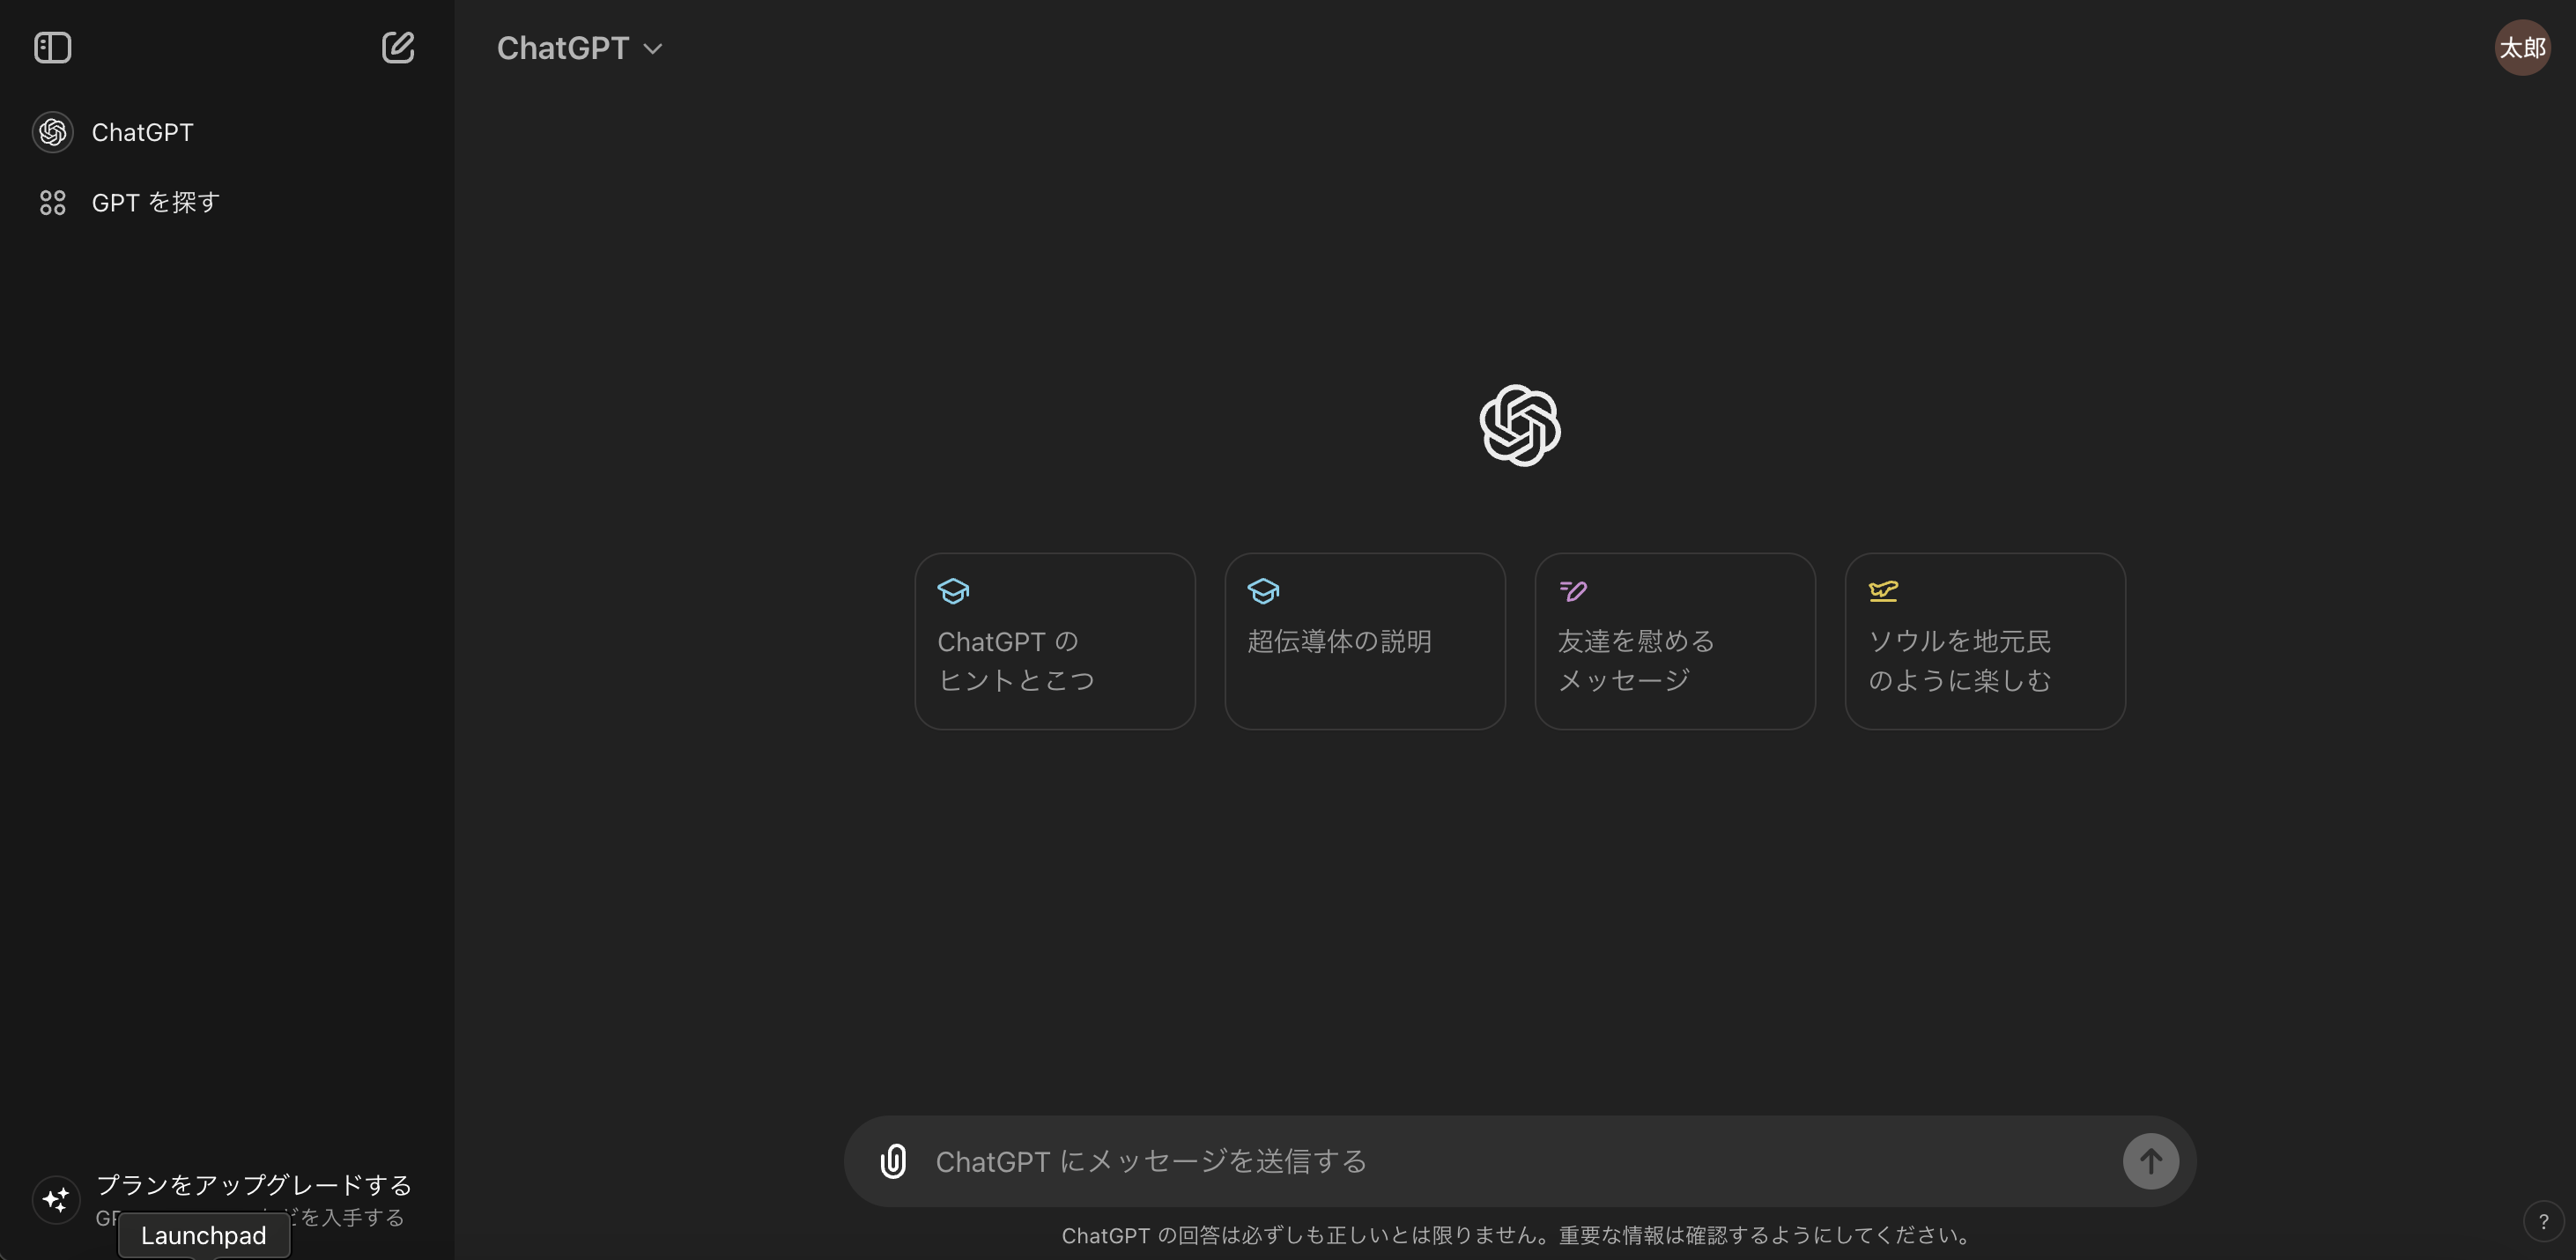 ChatGPT
太郎
ChatGPT
GPT を探す
ChatGPT の
ヒントとこつ
超伝導体の説明
友達を慰める
メッセージ
ソウルを地元民
のように楽しむ
ChatGPT にメッセージを送信する
プランをアップグレードする
を入手する
Launchpad
ChatGPT の回答は必ずしも正しいとは限りません。重要な情報は確認するようにしてください。
?